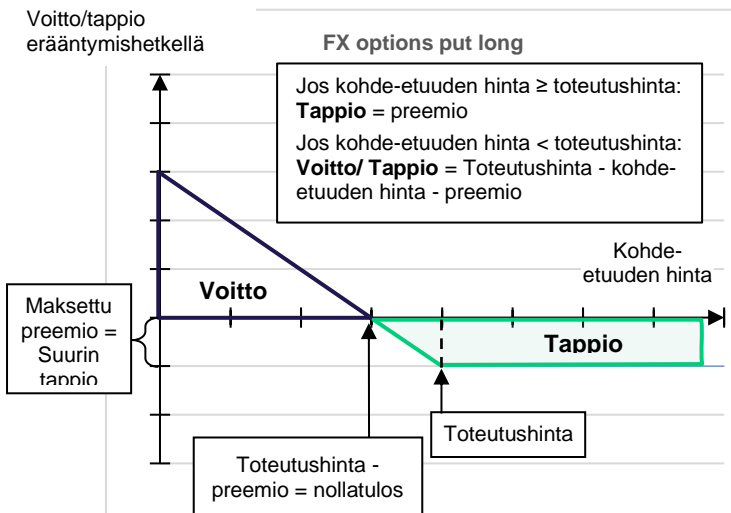 Voitto/tappio
erääntymishetkellä
FX options put long
Jos kohde-etuuden hinta ≥ toteutushinta:
Tappio = preemio
Jos kohde-etuuden hinta < toteutushinta:
Voitto/ Tappio = Toteutushinta - kohde-
etuuden hinta - preemio
Kohde-
etuuden hinta
Voitto
Maksettu
preemio =
Suurin
tappio
Tappio
Toteutushinta
Toteutushinta -
preemio = nollatulos